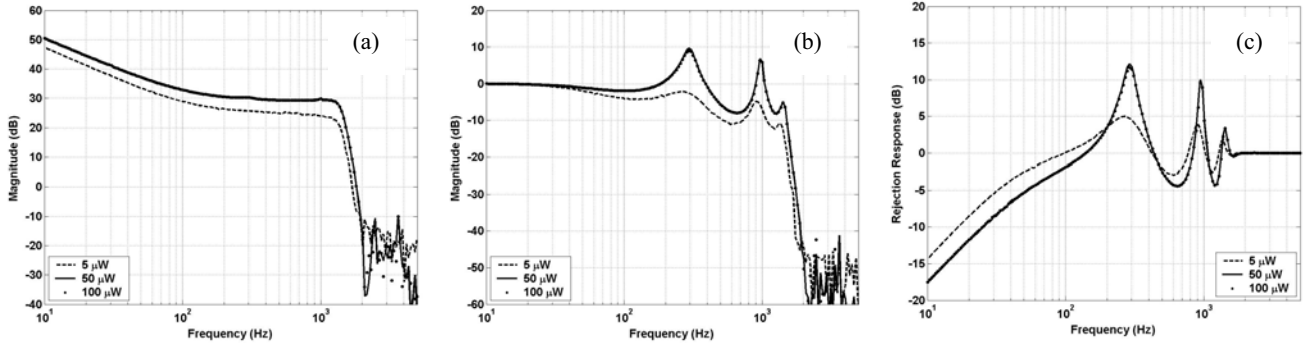 (a)
60
50
40
30
20
10
0
-10
-20
-30
-40
Magnitude (dB)
5 μW
50 μW
100 μW
10^1
10^2
10^3
Frequency (Hz)
(b)
20
10
0
-10
-20
-30
-40
-50
-60
Magnitude (dB)
5 μW
50 μW
100 μW
10^1
10^2
10^3
Frequency (Hz)
(c)
20
15
10
5
0
-5
-10
-15
-20
Rejection Response (dB)
5 μW
50 μW
100 μW
10^1
10^2
10^3
Frequency (Hz)